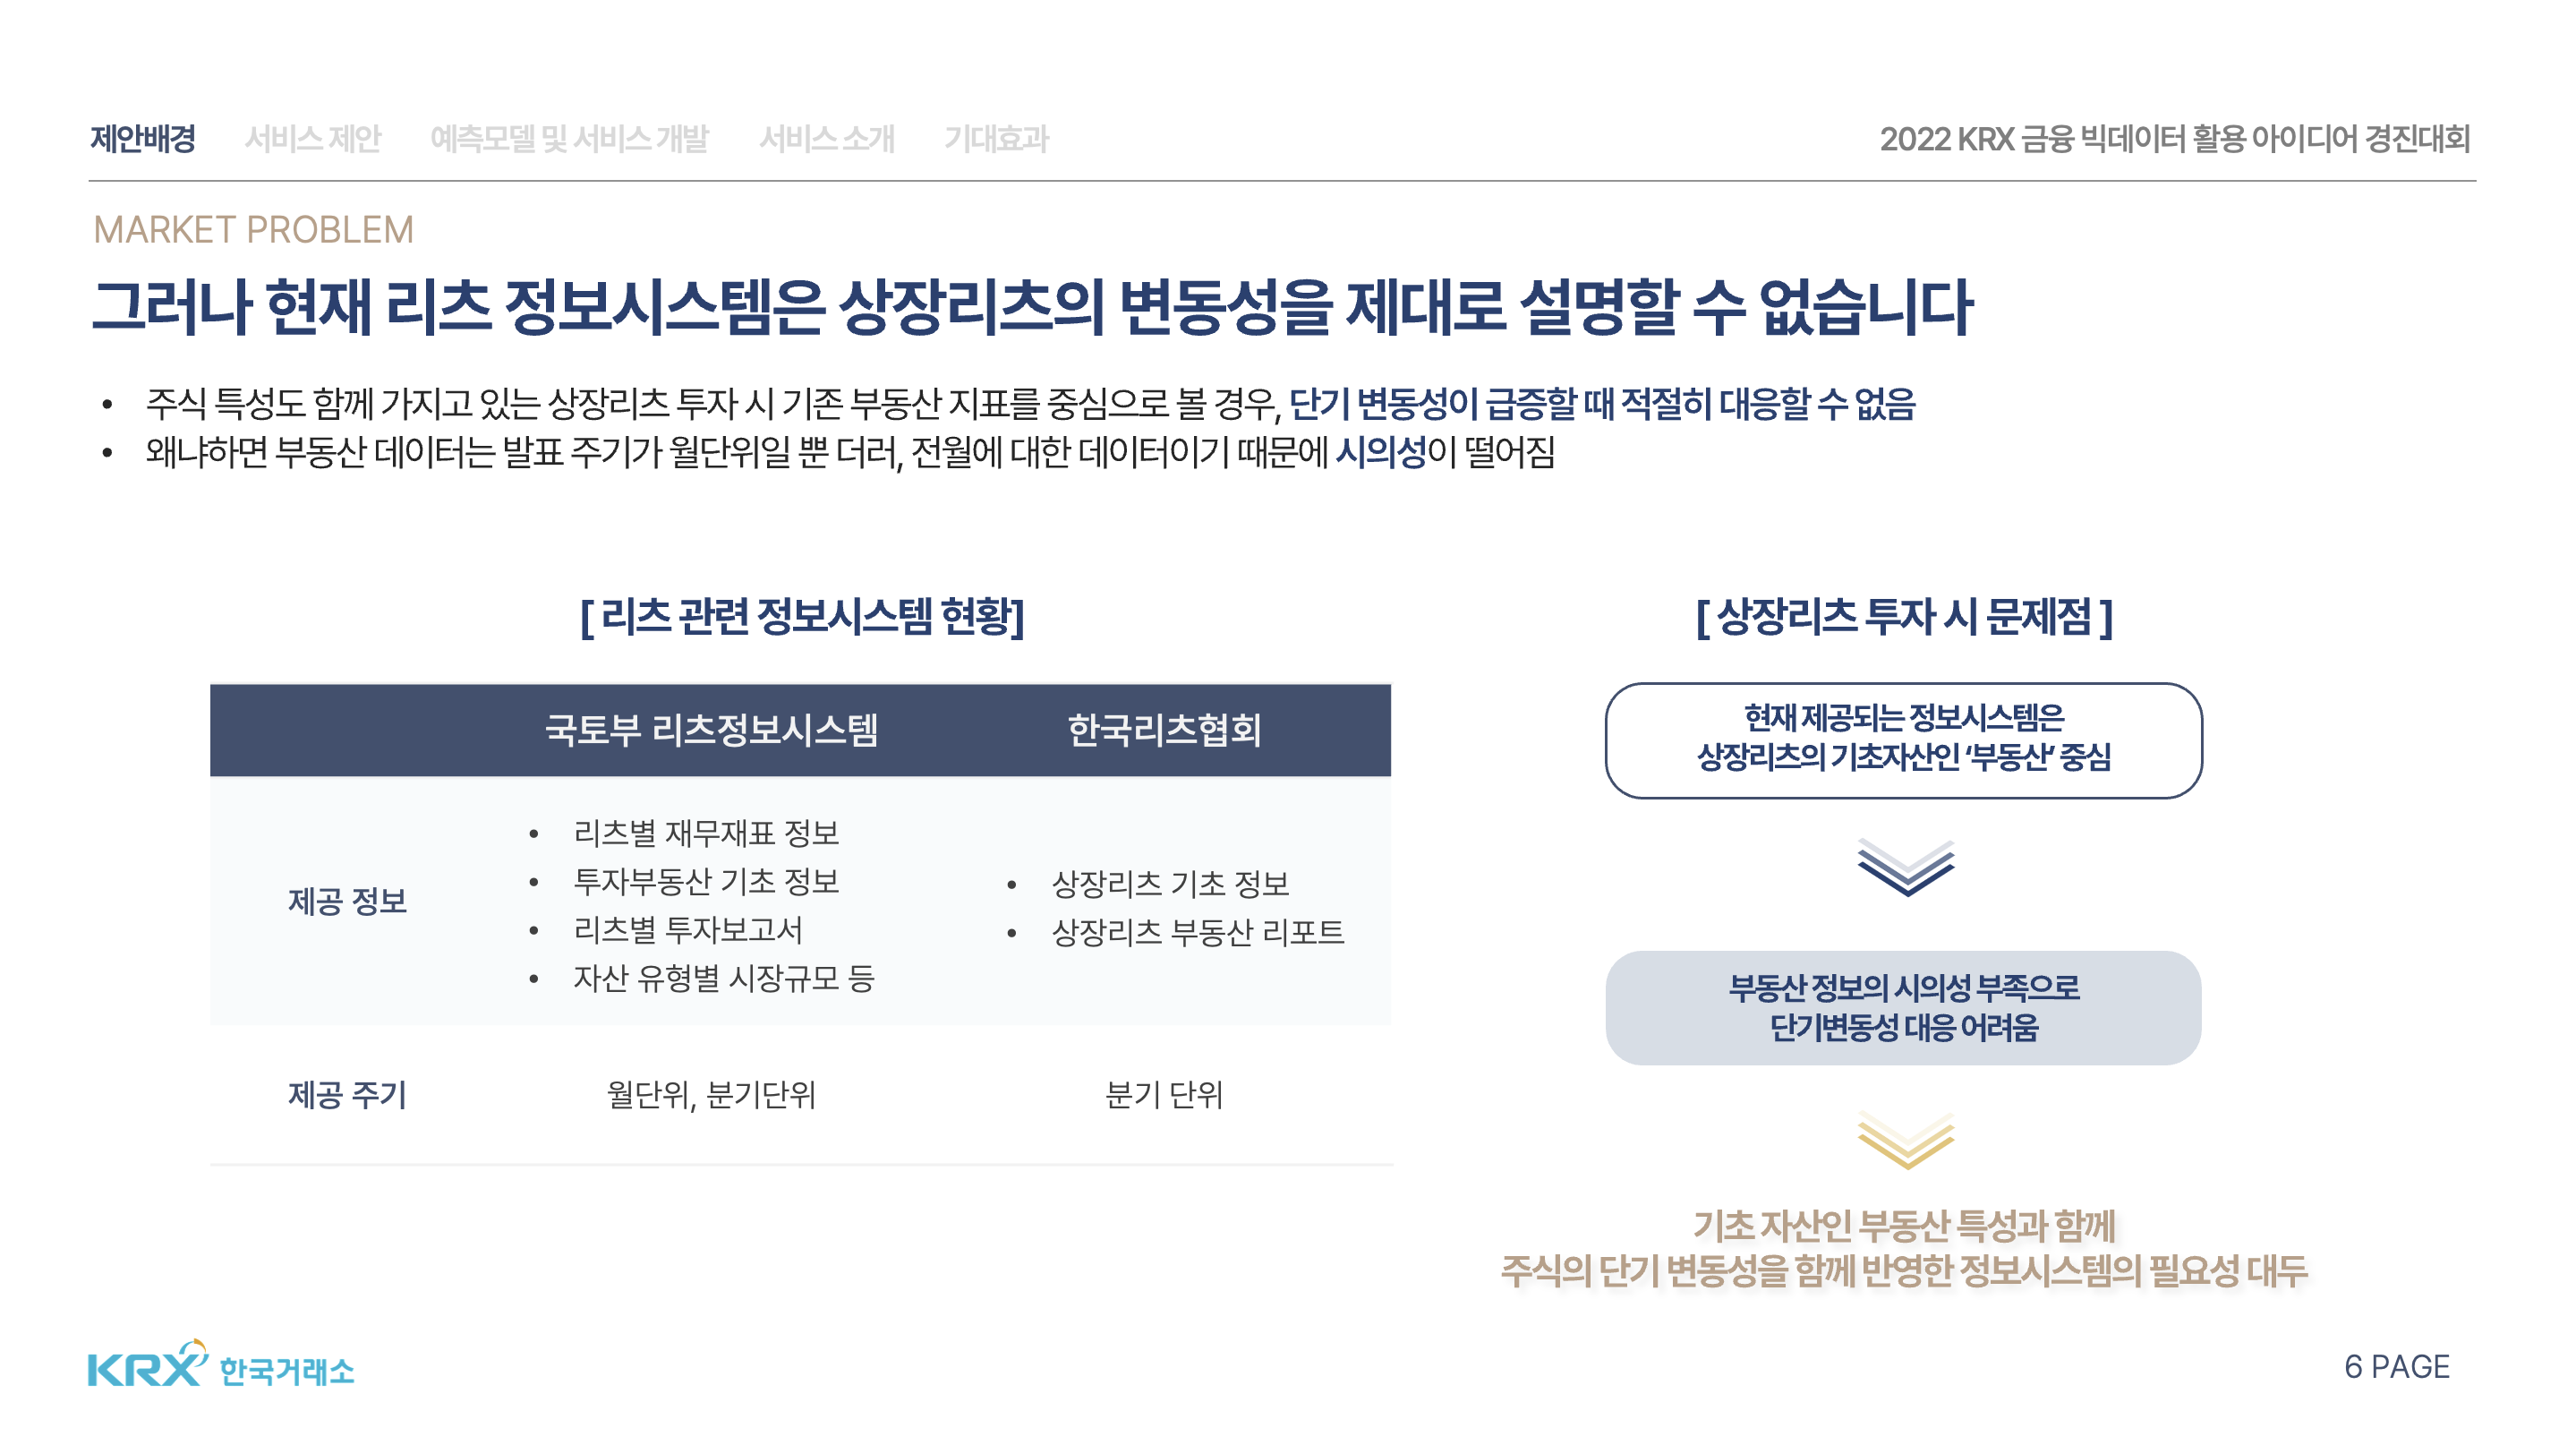 제안배경 서비스 제안 예측모델 및 서비스 개발 서비스 소개 기대효과
2022 KRX 금융 빅데이터 활용 아이디어 경진대회
MARKET PROBLEM
그러나 현재 리츠 정보시스템은 상장리츠의 변동성을 제대로 설명할 수 없습니다
• 주식 특성도 함께 가지고 있는 상장리츠 투자 시 기존 부동산 지표를 중심으로 볼 경우, 단기 변동성이 급증할 때 적절히 대응할 수 없음
• 왜냐하면 부동산 데이터는 발표 주기가 월단위일 뿐 더러, 전월에 대한 데이터이기 때문에 시의성이 떨어짐
[ 리츠 관련 정보시스템 현황]
국토부 리츠정보시스템 한국리츠협회
제공 정보
• 리츠별 재무재표 정보
• 투자부동산 기초 정보
• 리츠별 투자보고서
• 자산 유형별 시장규모 등
• 상장리츠 기초 정보
• 상장리츠 부동산 리포트
제공 주기 월단위, 분기단위 분기 단위
[ 상장리츠 투자 시 문제점 ]
현재 제공되는 정보시스템은
상장리츠의 기초자산인 ‘부동산’ 중심
부동산 정보의 시의성 부족으로
단기변동성 대응 어려움
기초 자산인 부동산 특성과 함께
주식의 단기 변동성을 함께 반영한 정보시스템의 필요성 대두
KRX 한국거래소
6 PAGE